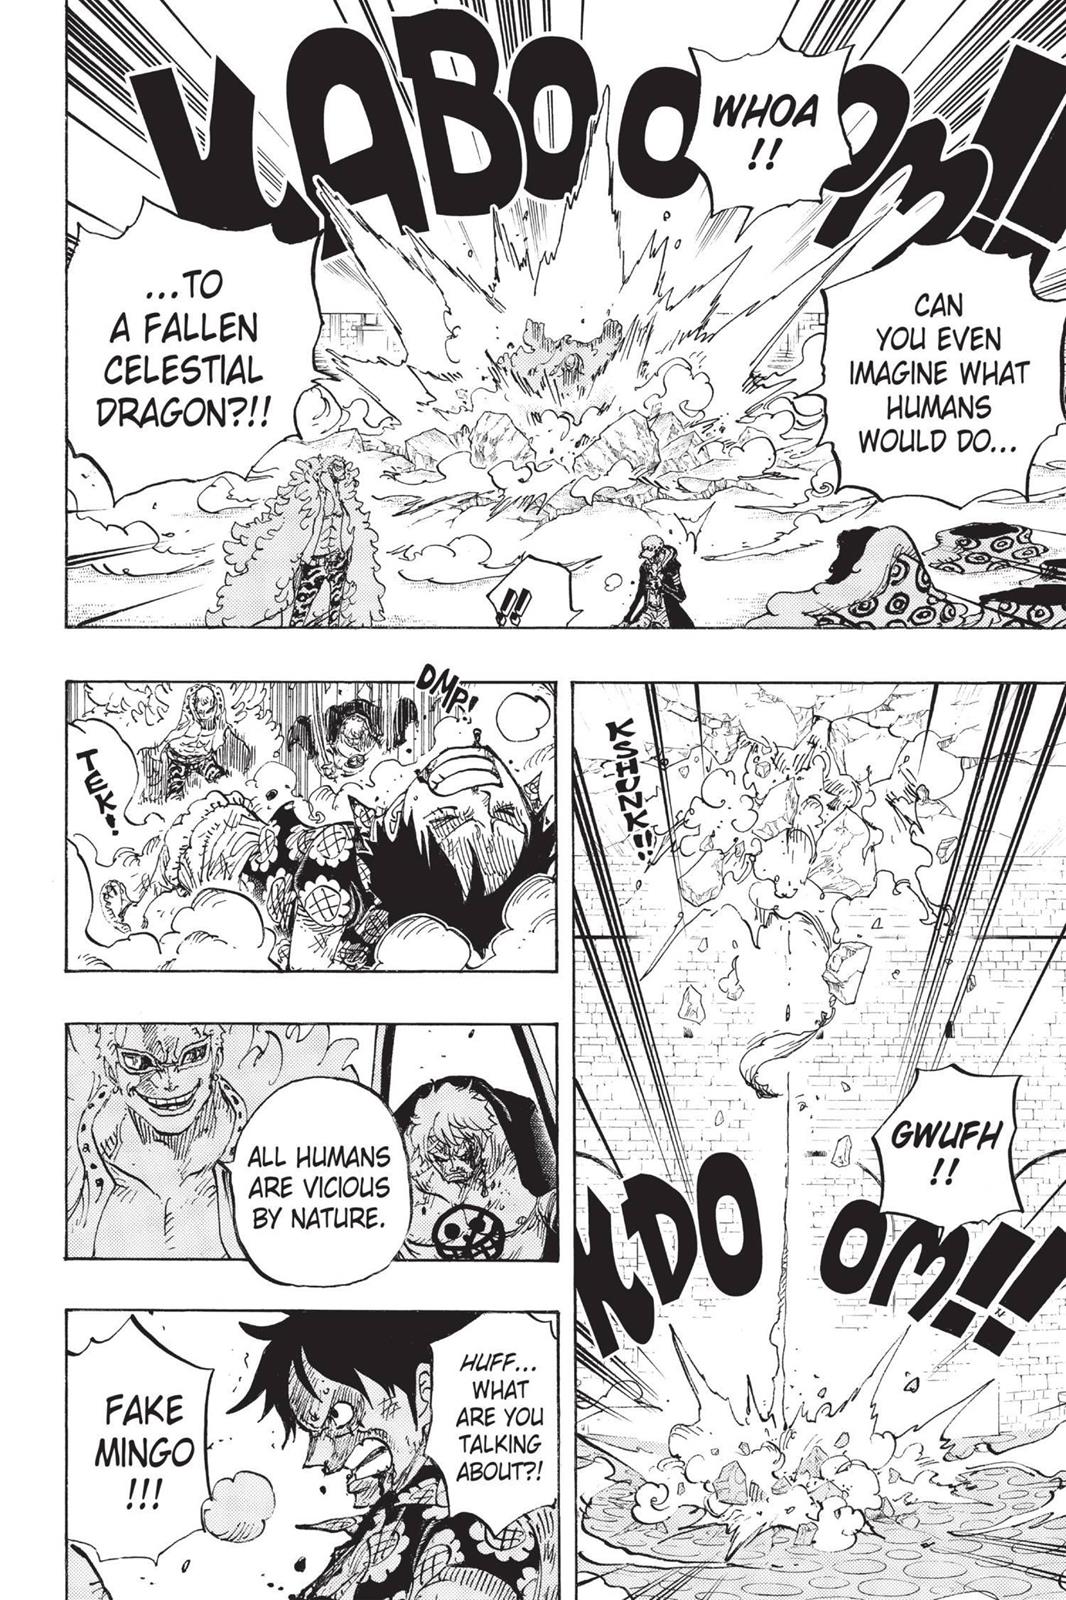 KABOOOM!!
WHOA
!!
CAN
YOU EVEN
IMAGINE WHAT
HUMANS
WOULD DO...
...TO
A FALLEN
CELESTIAL
DRAGON?!!
!!
KSHUNK!!
GWUFH
!!
KDOOOM!!
DMP!
TEK!
ALL HUMANS
ARE VICIOUS
BY NATURE.
HUFF...
WHAT
ARE YOU
TALKING
ABOUT?!
FAKE
MINGO
!!!